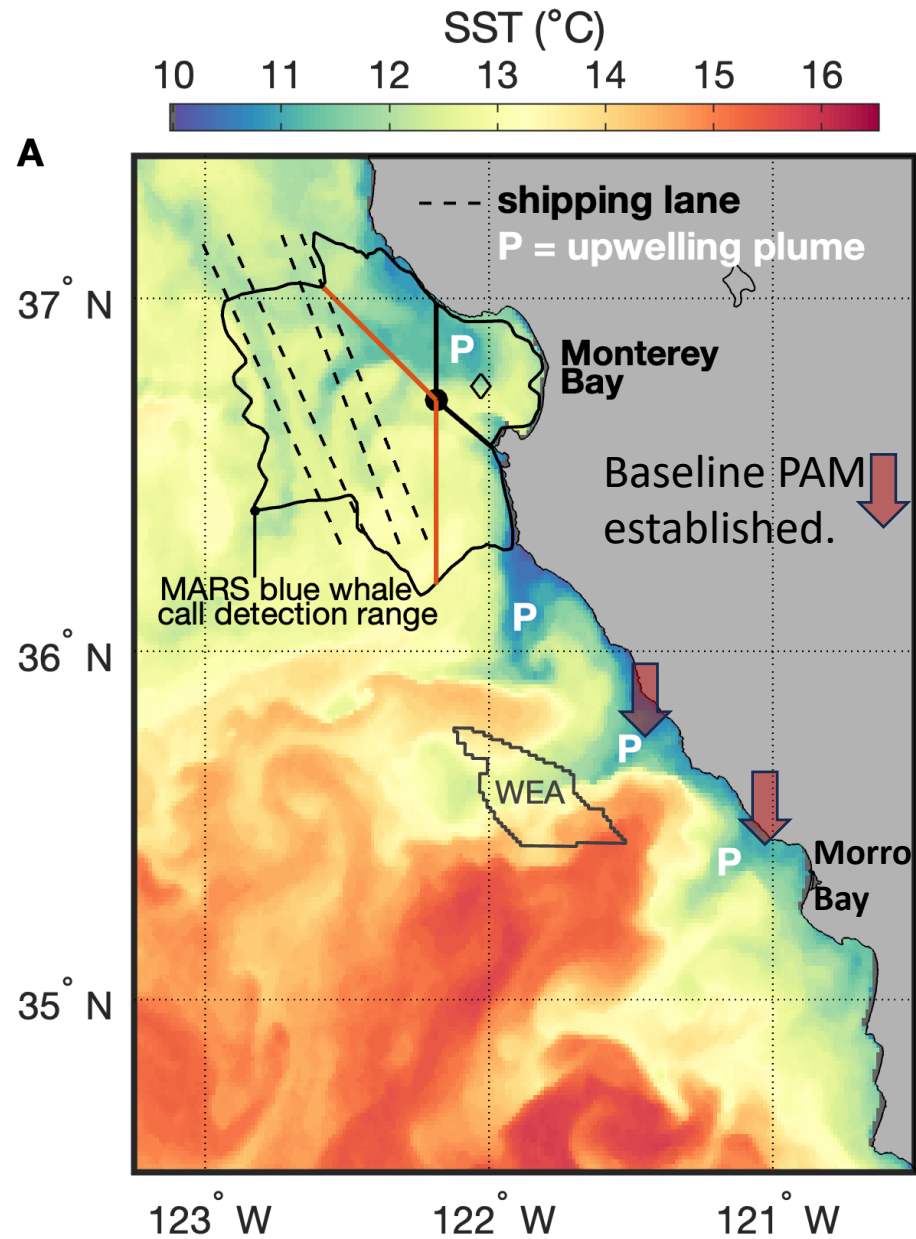 SST (°C)
10 11 12 13 14 15 16
A
shipping lane
P = upwelling plume
37° N
P
Monterey
Bay
Baseline PAM
established.
MARS blue whale
call detection range
P
36° N
P
WEA
P
Morro
Bay
35° N
123° W 122° W 121° W